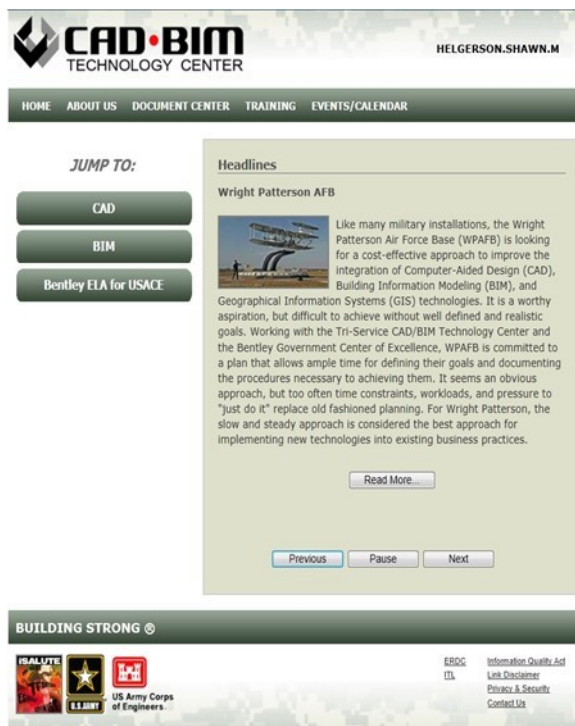 CAD•BIM
TECHNOLOGY CENTER
HELGERSON.SHAWN.M
HOME ABOUT US DOCUMENT CENTER TRAINING EVENTS/CALENDAR
JUMP TO:
CAD
BIM
Bentley ELA for USACE
Headlines
Wright Patterson AFB
Like many military installations, the Wright
Patterson Air Force Base (WPAFB) is looking
for a cost-effective approach to improve the
integration of Computer-Aided Design (CAD),
Building Information Modeling (BIM), and
Geographical Information Systems (GIS) technologies. It is a worthy
aspiration, but difficult to achieve without well defined and realistic
goals. Working with the Tri-Service CAD/BIM Technology Center and
the Bentley Government Center of Excellence, WPAFB is committed to
a plan that allows ample time for defining their goals and documenting
the procedures necessary to achieving them. It seems an obvious
approach, but too often time constraints, workloads, and pressure to
"just do it" replace old fashioned planning. For Wright Patterson, the
slow and steady approach is considered the best approach for
implementing new technologies into existing business practices.
Read More...
Previous Pause Next
BUILDING STRONG ®
iSALUTE
U.S.ARMY
US Army Corps
of Engineers
ERDC
ITL
Information Quality Act
Link Disclaimer
Privacy & Security
Contact Us